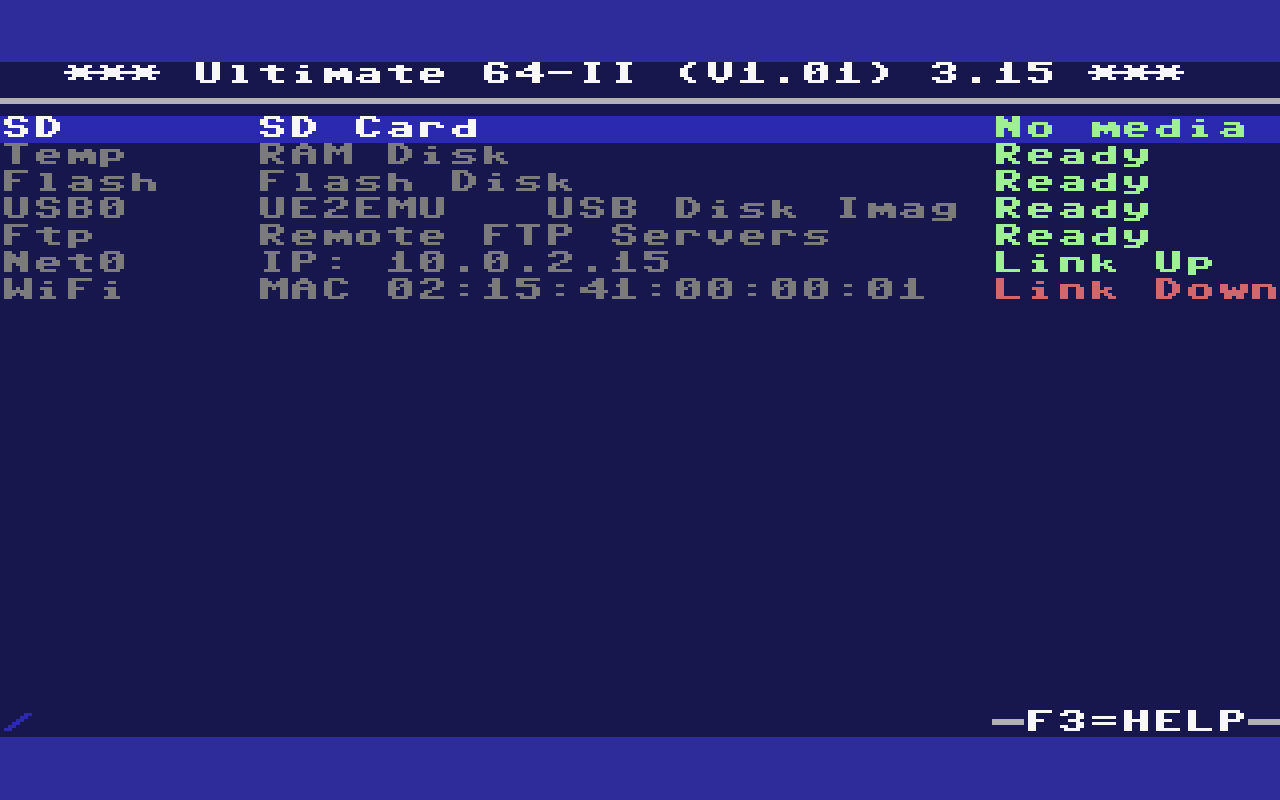 *** Ultimate 64-II (V1.01) 3.15 ***
SD SD Card No media
Temp RAM Disk Ready
Flash Flash Disk Ready
USB0 UE2EMU USB Disk Imag Ready
Ftp Remote FTP Servers Ready
Net0 IP: 10.0.2.15 Link Up
WiFi MAC 02:15:41:00:00:01 Link Down
/ F3=HELP